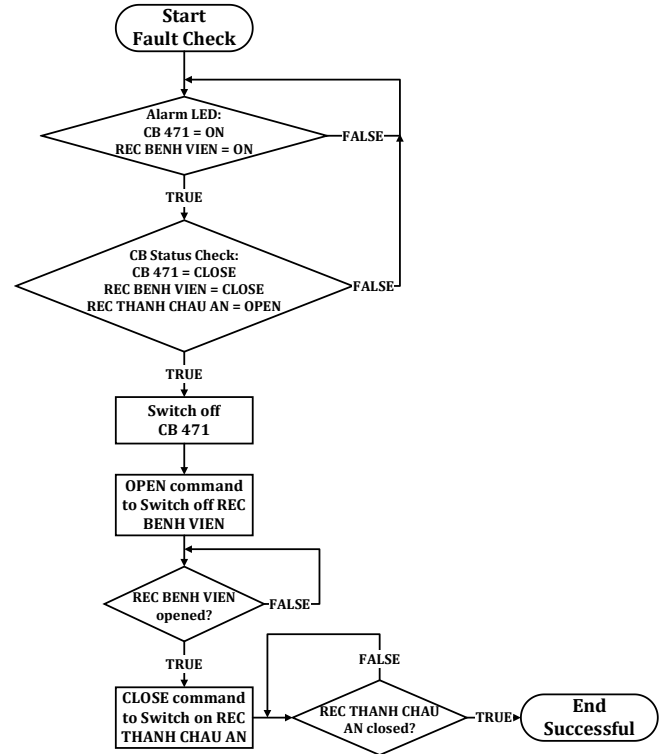 Start
Fault Check
Alarm LED:
CB 471 = ON
REC BENH VIEN = ON
FALSE
TRUE
CB Status Check:
CB 471 = CLOSE
REC BENH VIEN = CLOSE
REC THANH CHAU AN = OPEN
FALSE
TRUE
Switch off
CB 471
OPEN command
to Switch off REC
BENH VIEN
REC BENH VIEN
opened?
FALSE
TRUE
CLOSE command
to Switch on REC
THANH CHAU AN
FALSE
REC THANH CHAU
AN closed?
TRUE
End
Successful